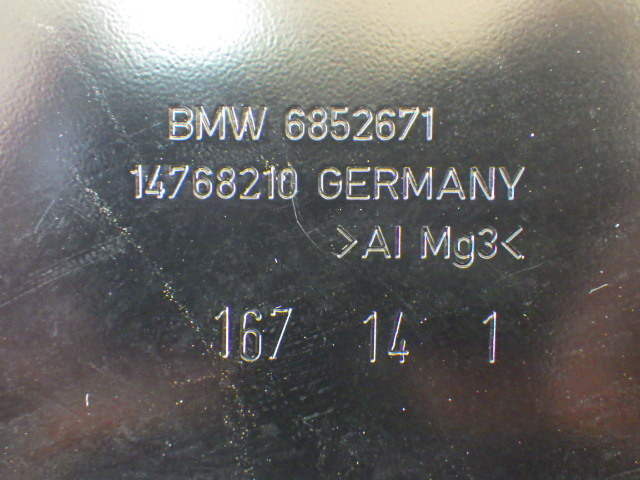 BMW 6852671
14768210 GERMANY
>Al Mg3<
167 14 1